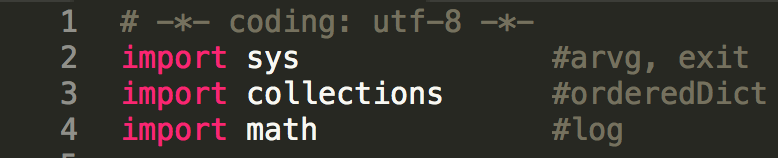 1 # -*- coding: utf-8 -*-
2 import sys #arvg, exit
3 import collections #orderedDict
4 import math #log